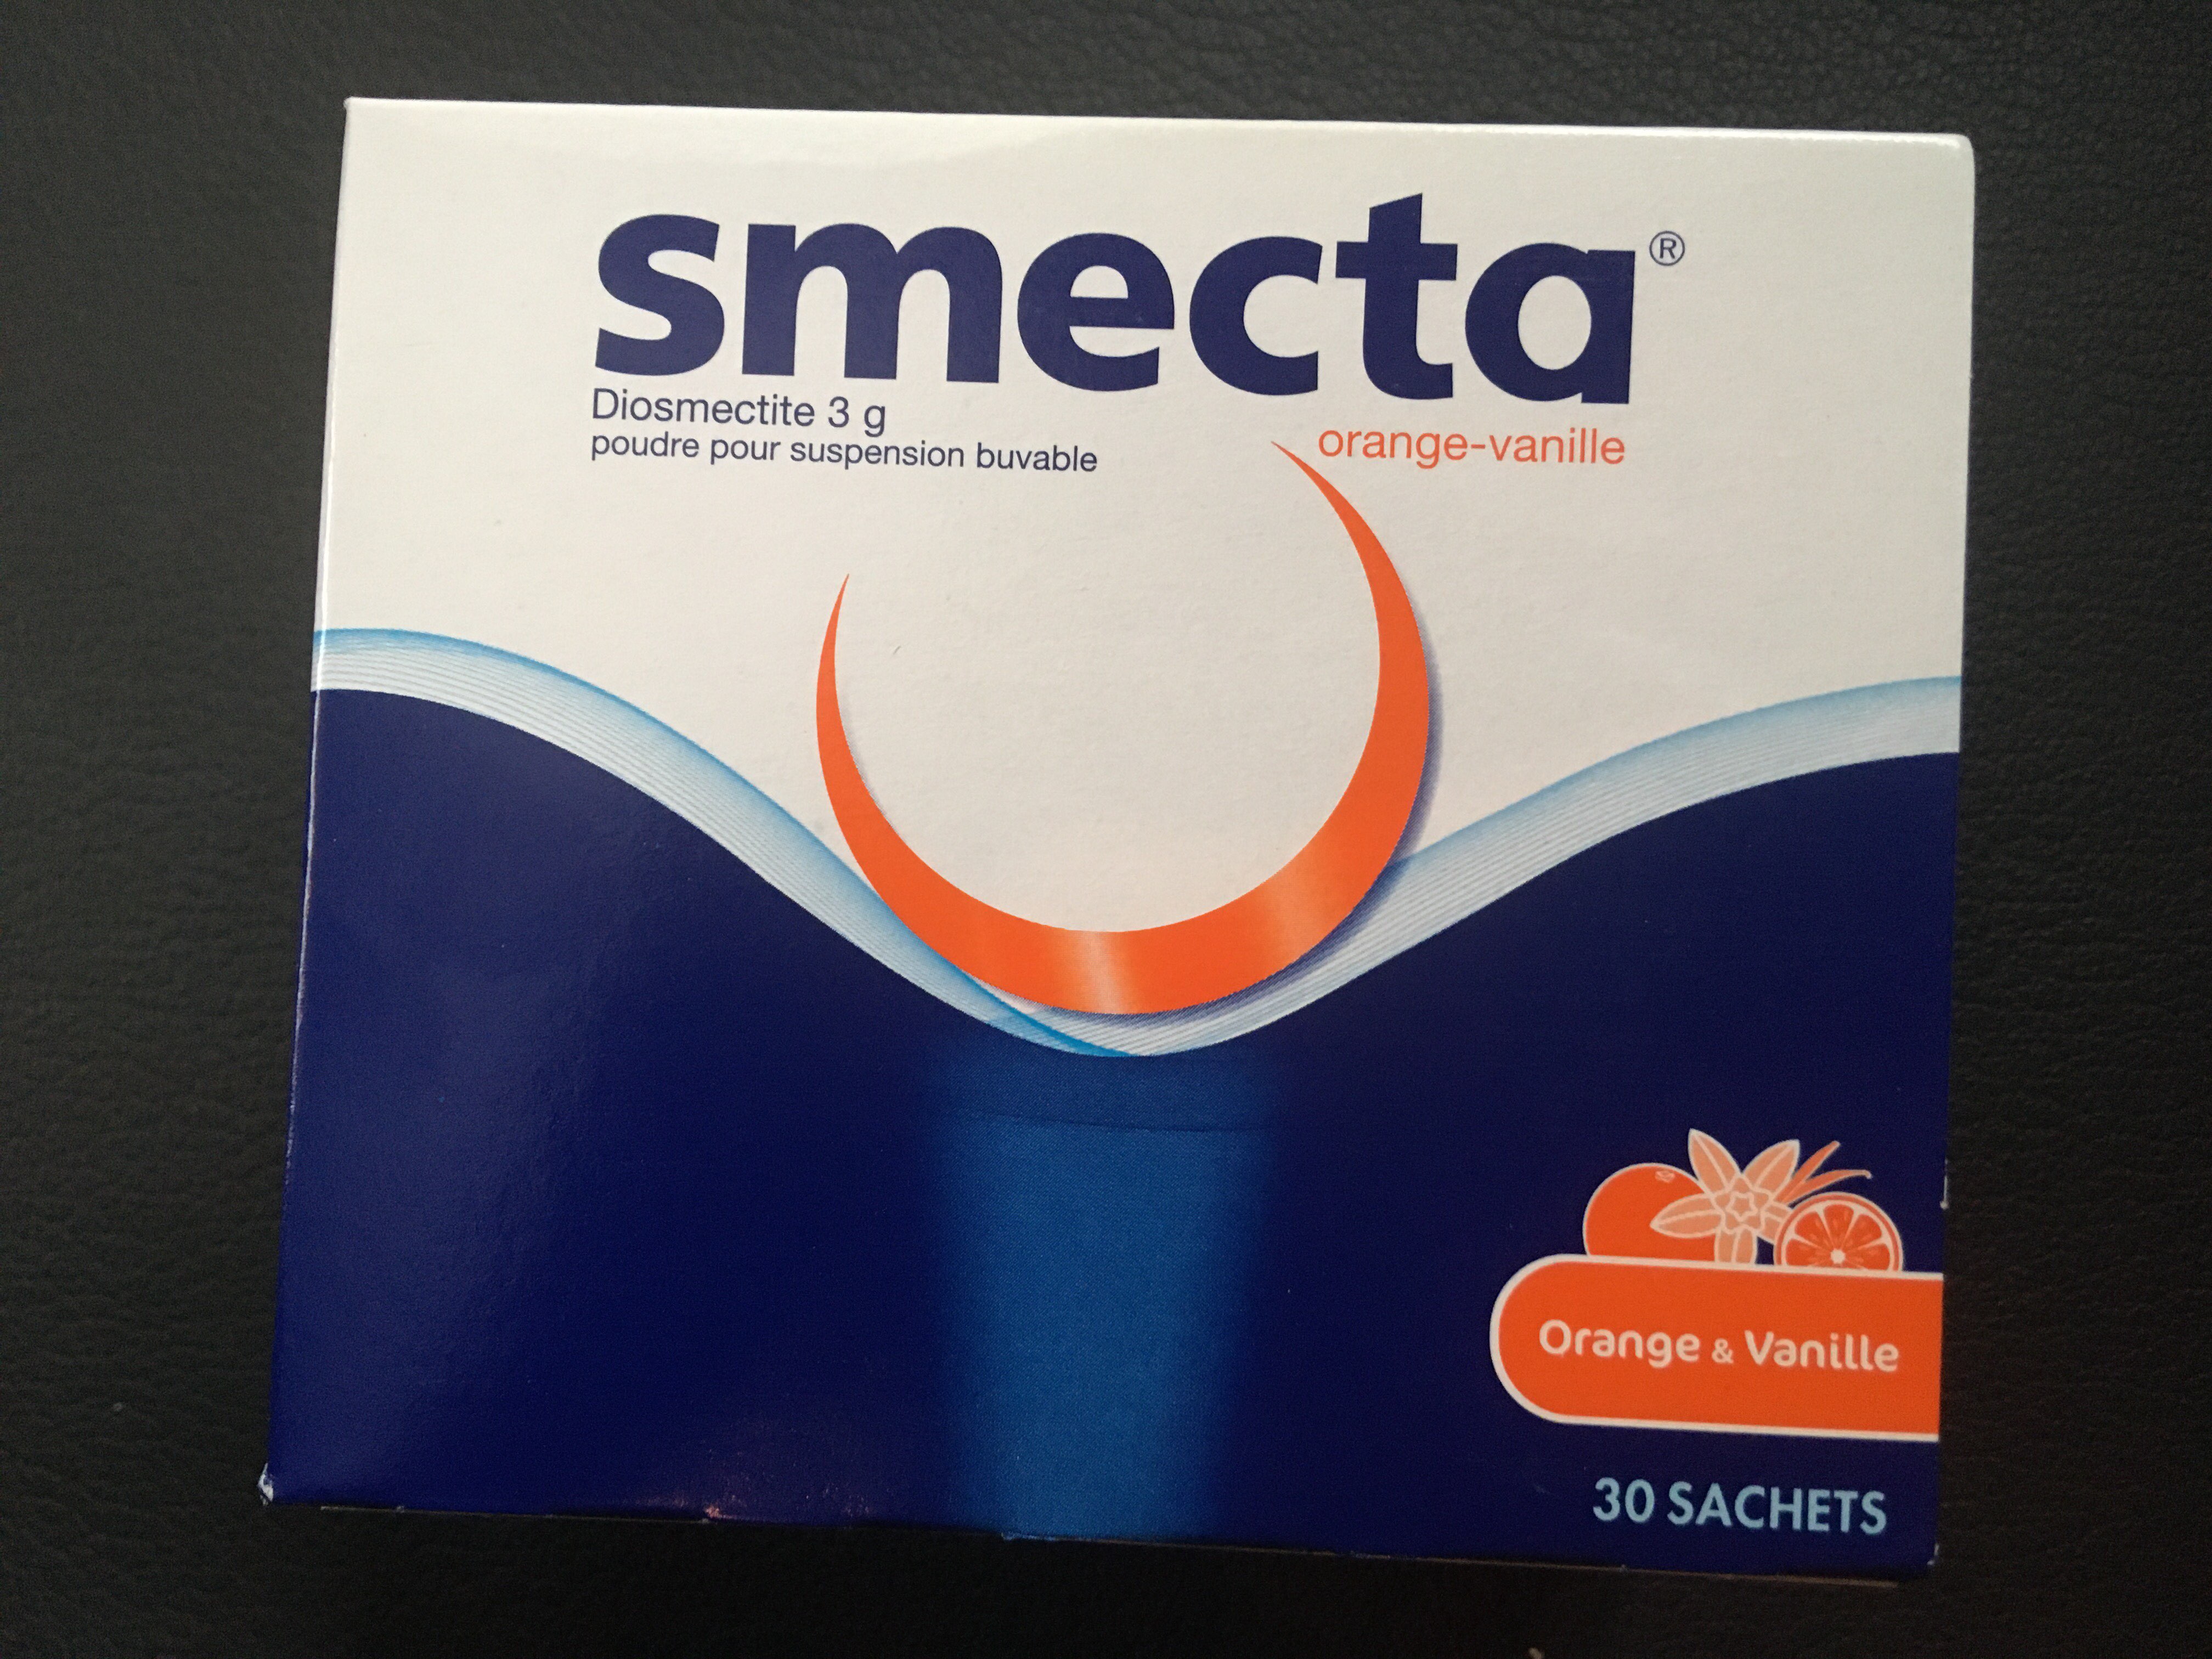 smecta®
Diosmectite 3 g
poudre pour suspension buvable
orange-vanille
Orange & Vanille
30 SACHETS